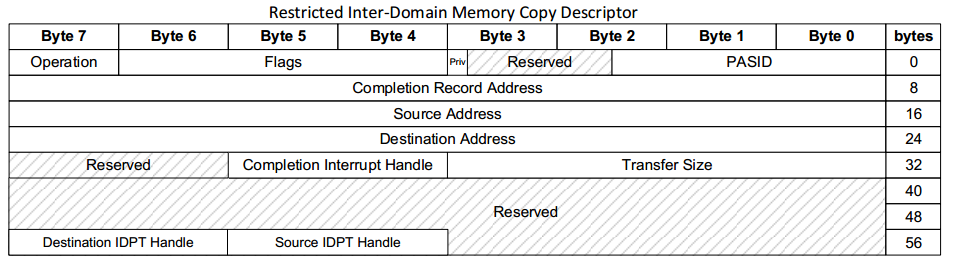 Restricted Inter-Domain Memory Copy Descriptor
Byte 7 Byte 6 Byte 5 Byte 4 Byte 3 Byte 2 Byte 1 Byte 0 bytes
Operation Flags Priv Reserved PASID 0
Completion Record Address 8
Source Address 16
Destination Address 24
Reserved Completion Interrupt Handle Transfer Size 32
40
Reserved
48
Destination IDPT Handle Source IDPT Handle 56